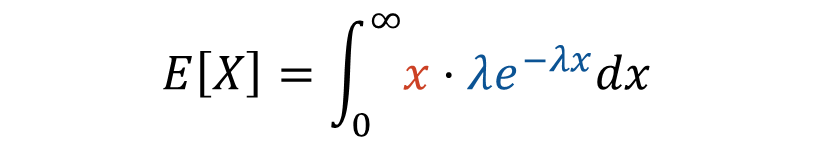 E[X] = ∫₀^∞ x · λe^{−λx} dx